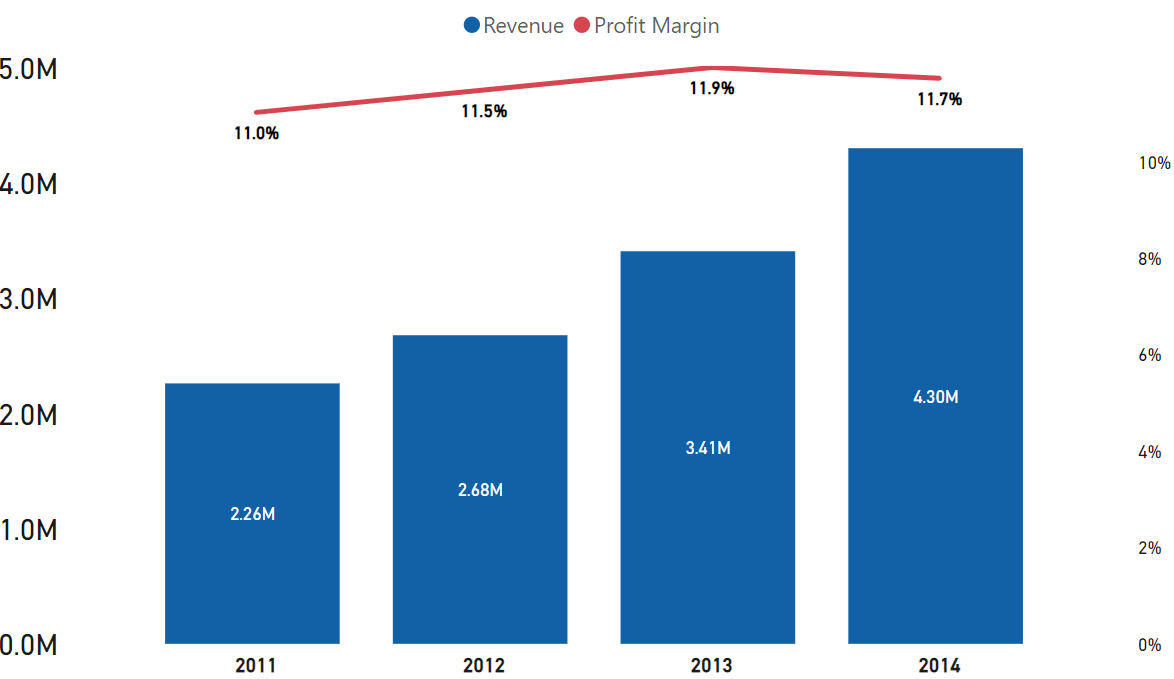 Revenue Profit Margin
5.0M
4.0M
3.0M
2.0M
1.0M
0.0M
11.0%
11.5%
11.9%
11.7%
2.26M
2.68M
3.41M
4.30M
10%
8%
6%
4%
2%
0%
2011 2012 2013 2014